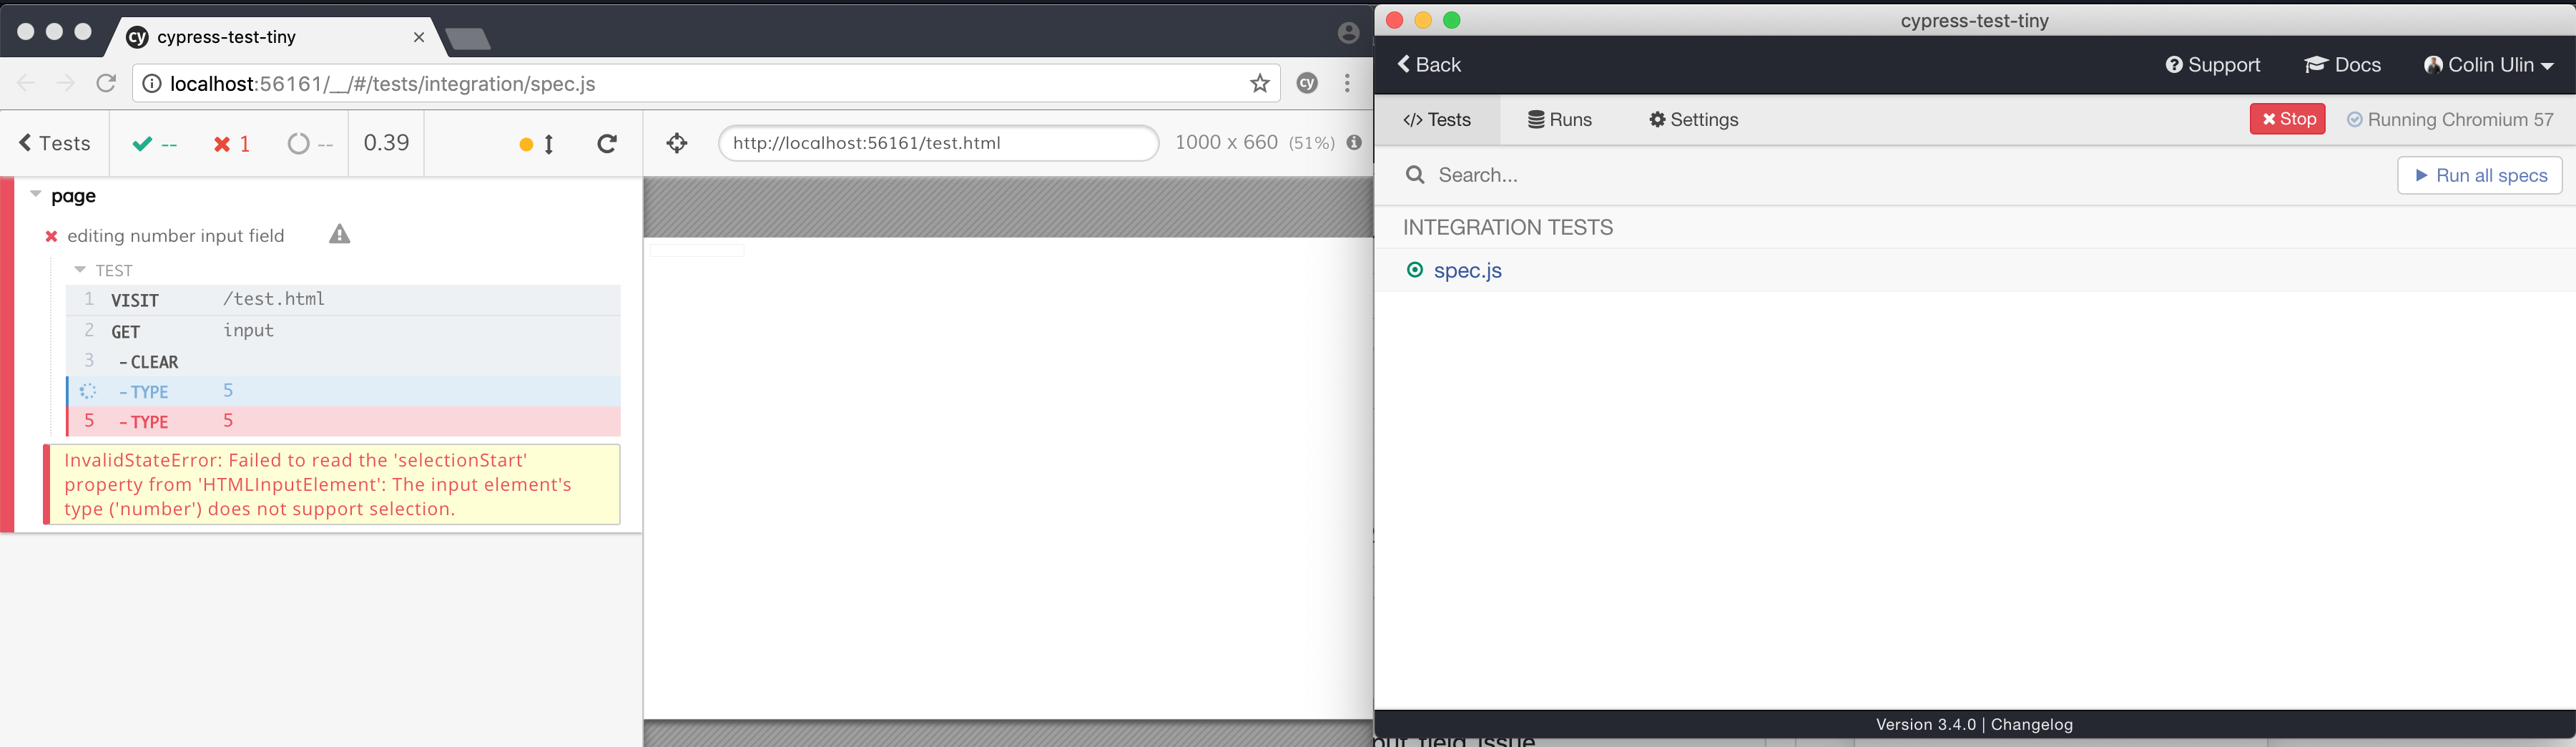 cy cypress-test-tiny
localhost:56161/__/#/tests/integration/spec.js
cy
Tests -- 1 -- 0.39
http://localhost:56161/test.html 1000 x 660 (51%)
page
editing number input field
TEST
1 VISIT /test.html
2 GET input
3 -CLEAR
-TYPE 5
5 -TYPE 5
InvalidStateError: Failed to read the 'selectionStart'
property from 'HTMLInputElement': The input element's
type ('number') does not support selection.
cypress-test-tiny
Back Support Docs Colin Ulin
</> Tests Runs Settings Stop Running Chromium 57
Search... Run all specs
INTEGRATION TESTS
spec.js
Version 3.4.0 | Changelog